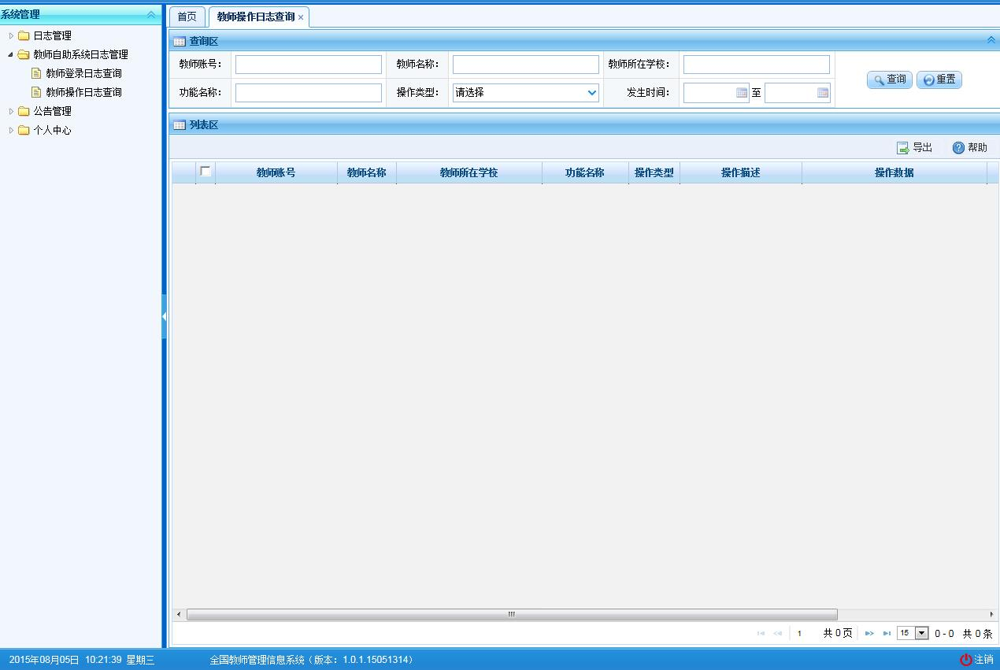 系统管理
日志管理
教师自助系统日志管理
教师登录日志查询
教师操作日志查询
公告管理
个人中心
首页 教师操作日志查询 ×
查询区
教师账号： 教师名称： 教师所在学校：
功能名称： 操作类型： 请选择 发生时间： 至
查询 重置
列表区
导出 帮助
教师账号 教师名称 教师所在学校 功能名称 操作类型 操作描述 操作数据
1 共 0 页 15 0 - 0 共 0 条
2015年08月05日 10:21:39 星期三 全国教师管理信息系统（版本：1.0.1.15051314） 注销